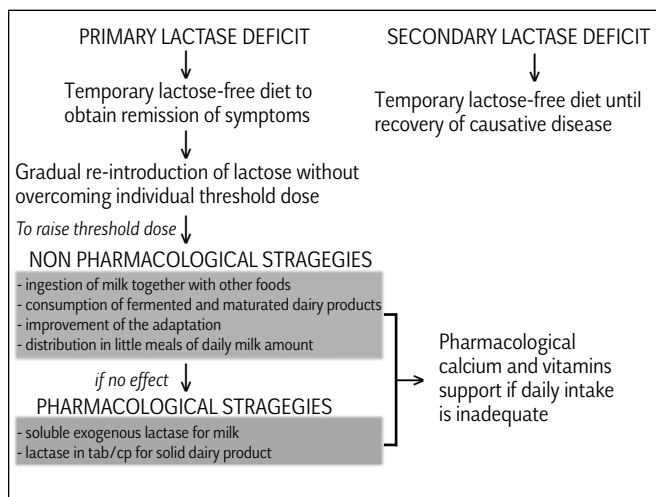 PRIMARY LACTASE DEFICIT
Temporary lactose-free diet to
obtain remission of symptoms
Gradual re-introduction of lactose without
overcoming individual threshold dose
To raise threshold dose
NON PHARMACOLOGICAL STRAGEGIES
- ingestion of milk together with other foods
- consumption of fermented and maturated dairy products
- improvement of the adaptation
- distribution in little meals of daily milk amount
if no effect
PHARMACOLOGICAL STRAGEGIES
- soluble exogenous lactase for milk
- lactase in tab/cp for solid dairy product
SECONDARY LACTASE DEFICIT
Temporary lactose-free diet until
recovery of causative disease
Pharmacological
calcium and vitamins
support if daily intake
is inadequate